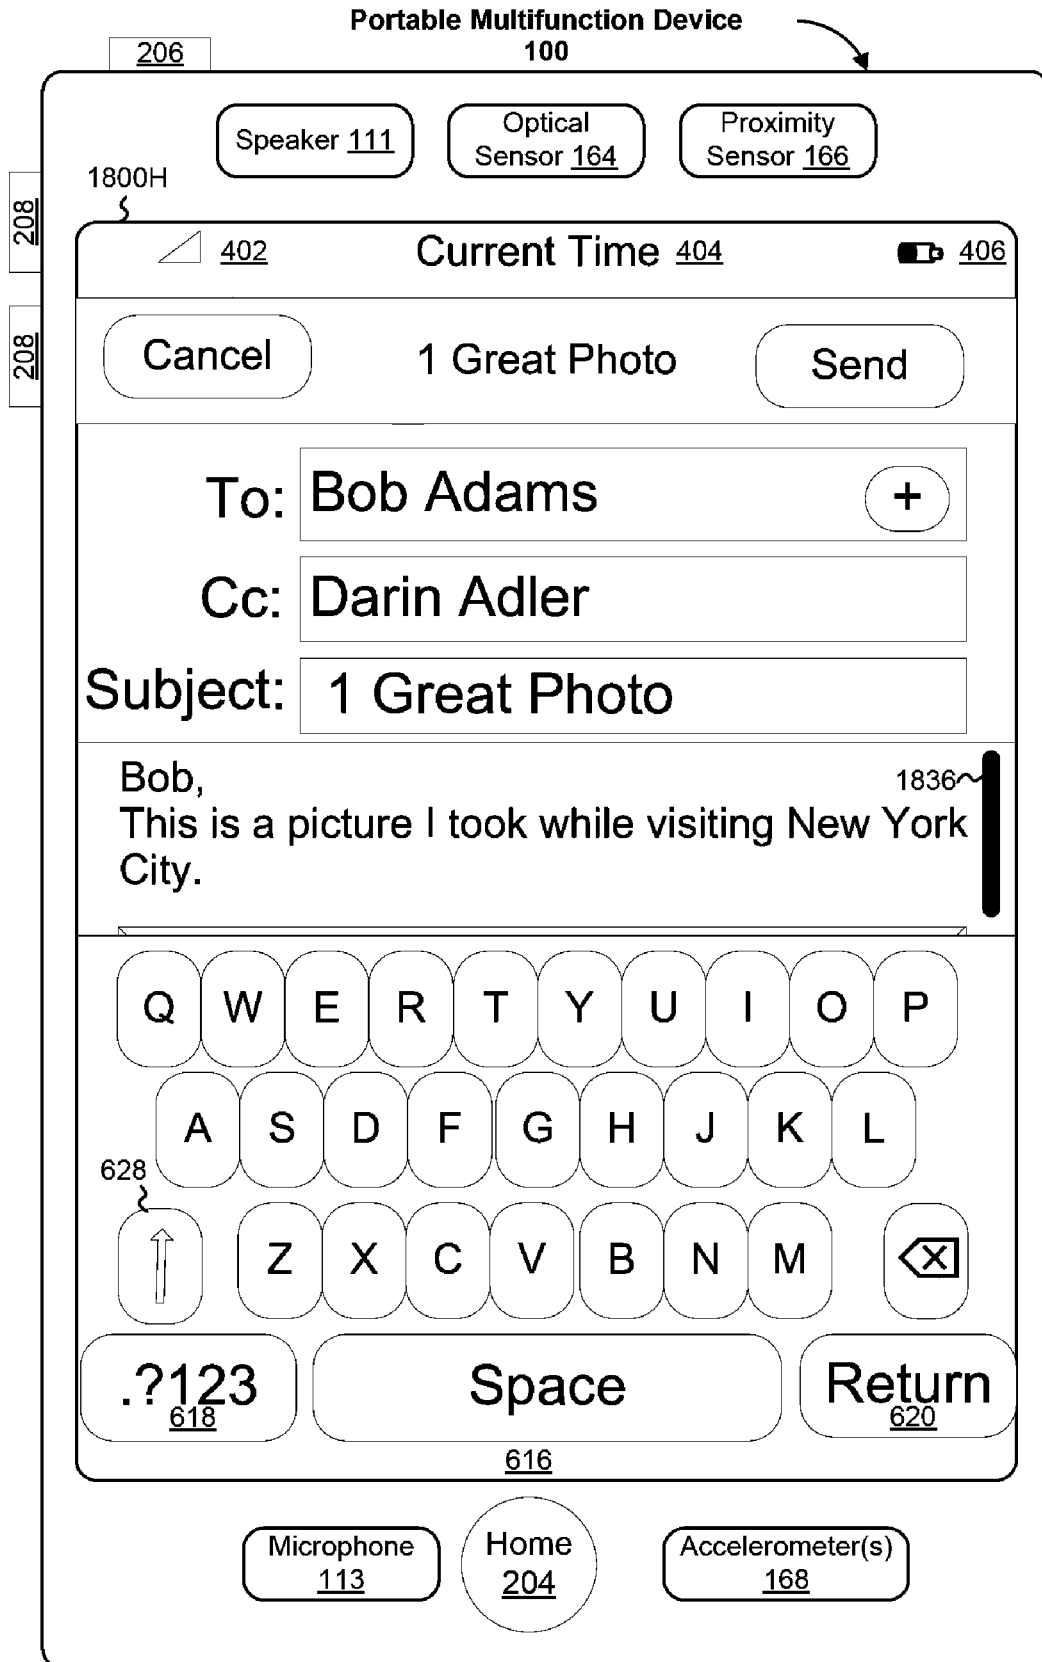 Portable Multifunction Device
100
206
Speaker 111
Optical
Sensor 164
Proximity
Sensor 166
1800H
208
208
402
Current Time 404
406
Cancel
1 Great Photo
Send
To: Bob Adams +
Cc: Darin Adler
Subject: 1 Great Photo
Bob,
1836
This is a picture I took while visiting New York
City.
Q W E R T Y U I O P
A S D F G H J K L
628
Z X C V B N M
.?123
618
Space
Return
620
616
Microphone
113
Home
204
Accelerometer(s)
168